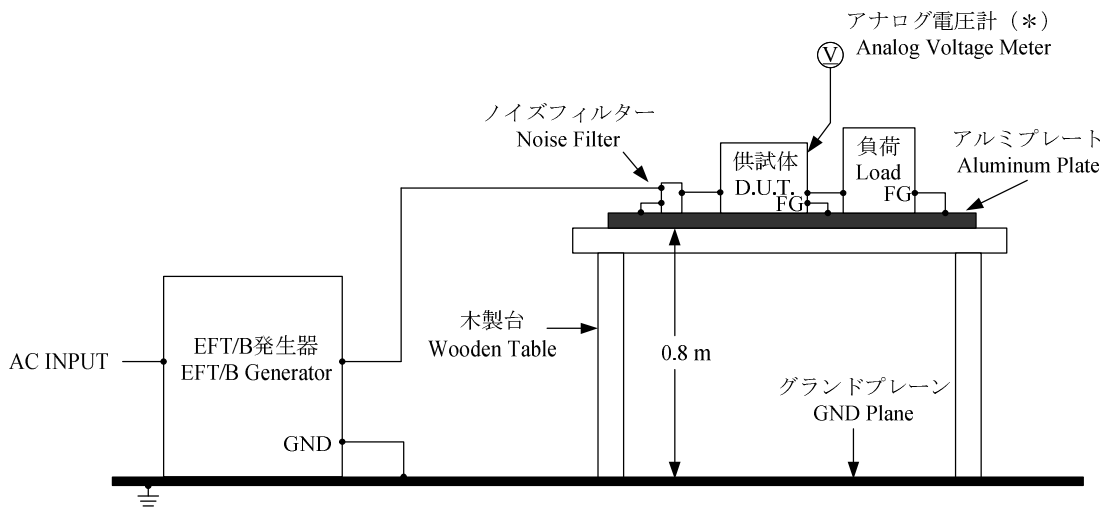 アナログ電圧計（＊）
Analog Voltage Meter
V
ノイズフィルター
Noise Filter
供試体
D.U.T.
FG
負荷
Load
FG
アルミプレート
Aluminum Plate
木製台
Wooden Table
0.8 m
AC INPUT
EFT/B発生器
EFT/B Generator
GND
グランドプレーン
GND Plane